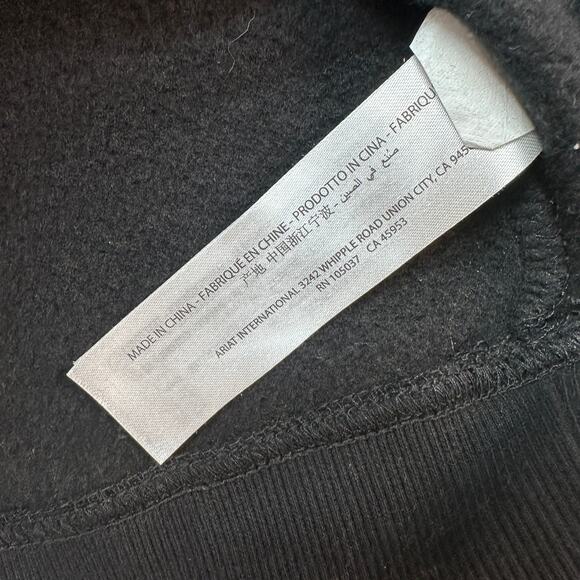 MADE IN CHINA - FABRIQUÉ EN CHINE - PRODOTTO IN CINA - FABRIQU
产地 中国浙江宁波 - صنع في الصين
ARIAT INTERNATIONAL 3242 WHIPPLE ROAD UNION CITY, CA 945
RN 105037 CA 45953